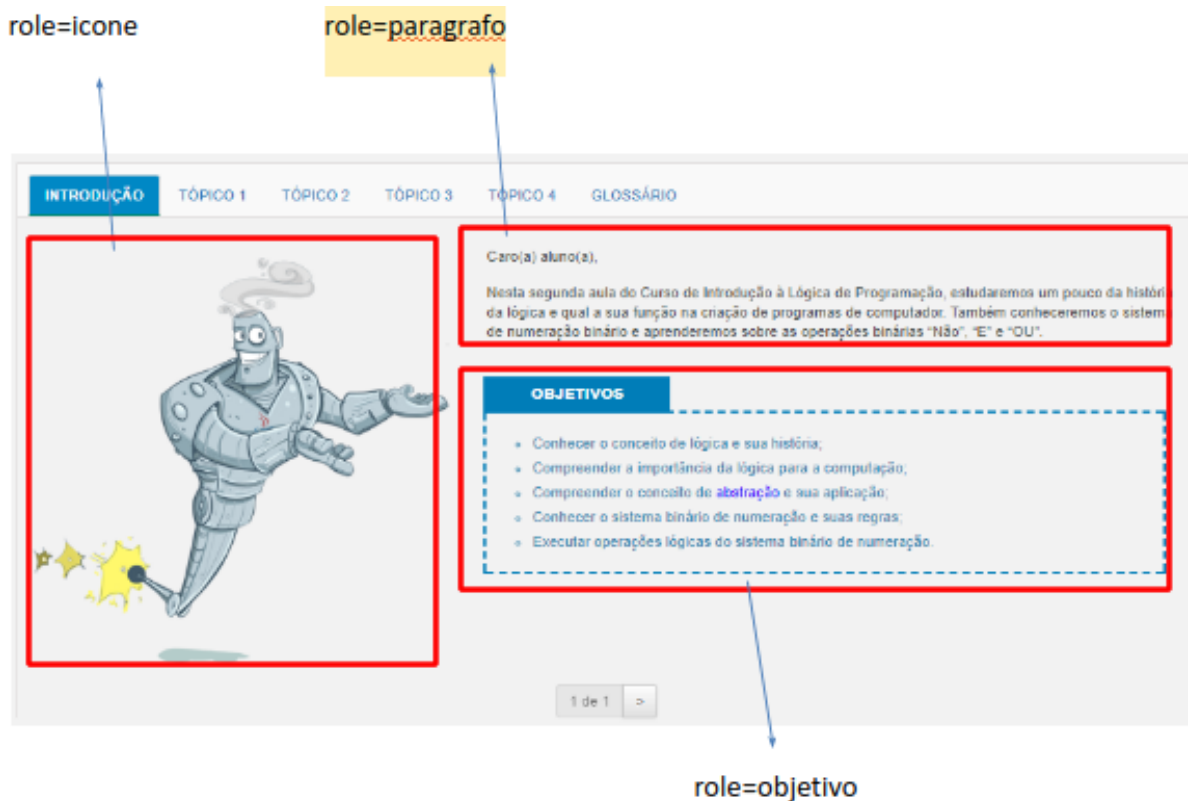 role=icone
role=paragrafo
INTRODUÇÃO
TÓPICO 1
TÓPICO 2
TÓPICO 3
TÓPICO 4
GLOSSÁRIO
Caro(a) aluno(a),
Nesta segunda aula do Curso de Introdução à Lógica de Programação, estudaremos um pouco da história
da lógica e qual a sua função na criação de programas de computador. Também conheceremos o sistema
de numeração binário e aprenderemos sobre as operações binárias “Não”, “E” e “OU”.
OBJETIVOS
Conhecer o conceito de lógica e sua história;
Compreender a importância da lógica para a computação;
Compreender o conceito de abstração e sua aplicação;
Conhecer o sistema binário de numeração e suas regras;
Executar operações lógicas do sistema binário de numeração.
1 de 1 >
role=objetivo